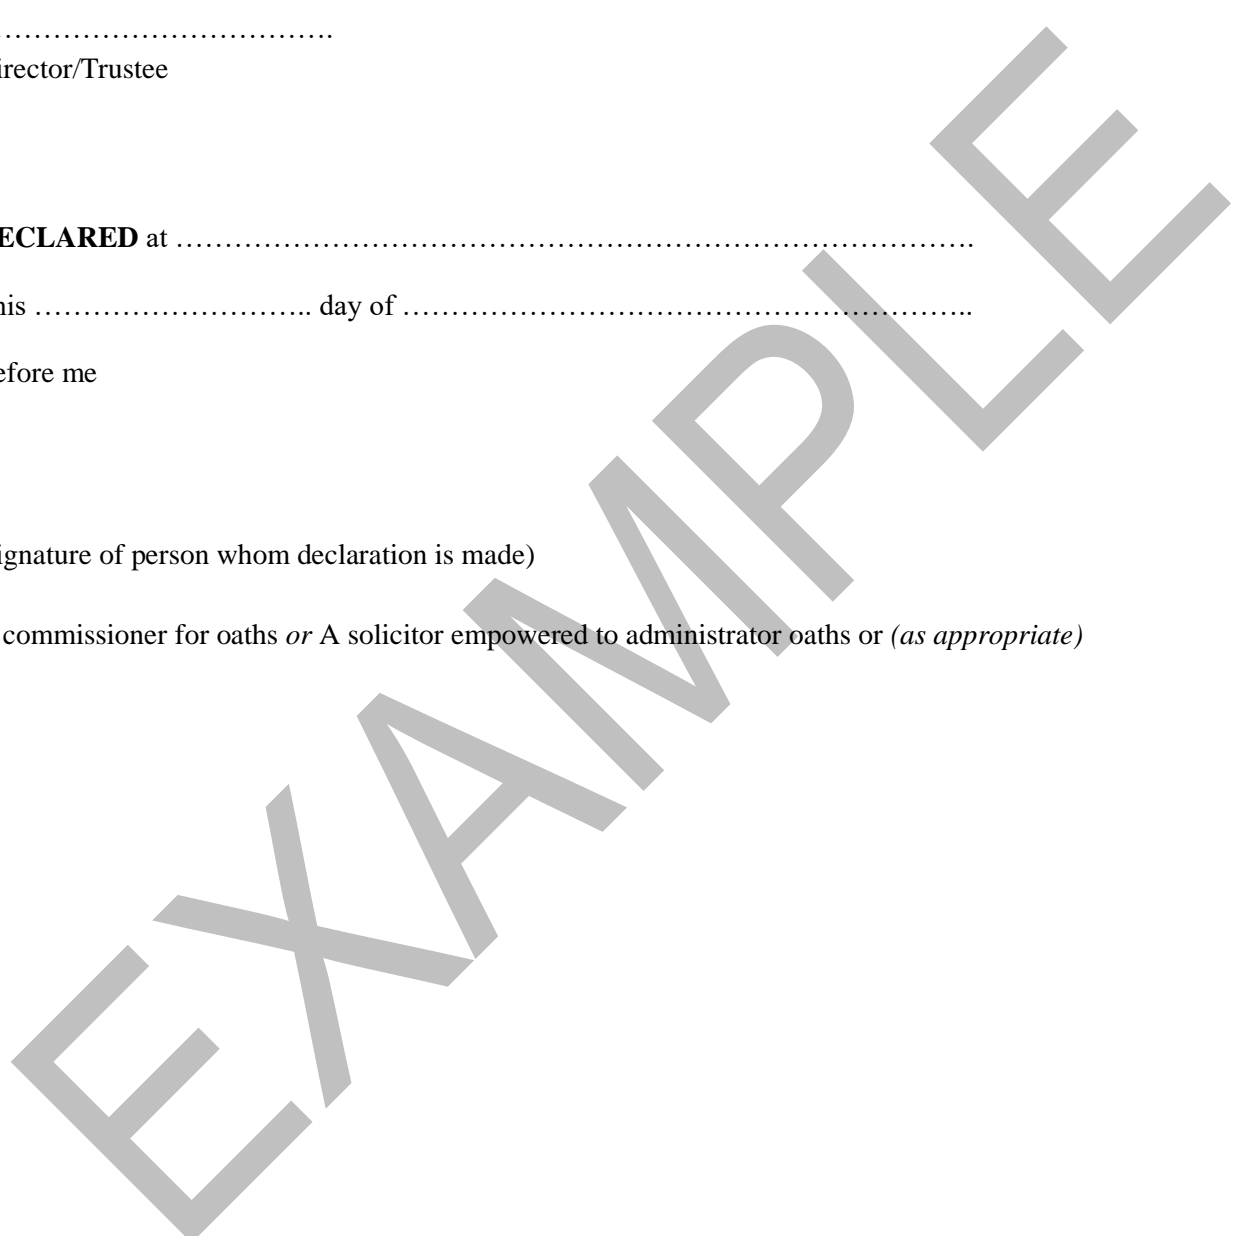 …………………………….
irector/Trustee
ECLARED at ……………………………………………………………………….
his ……………………….. day of …………………………………………………..
efore me
ignature of person whom declaration is made)
commissioner for oaths or A solicitor empowered to administrator oaths or (as appropriate)
EXAMPLE